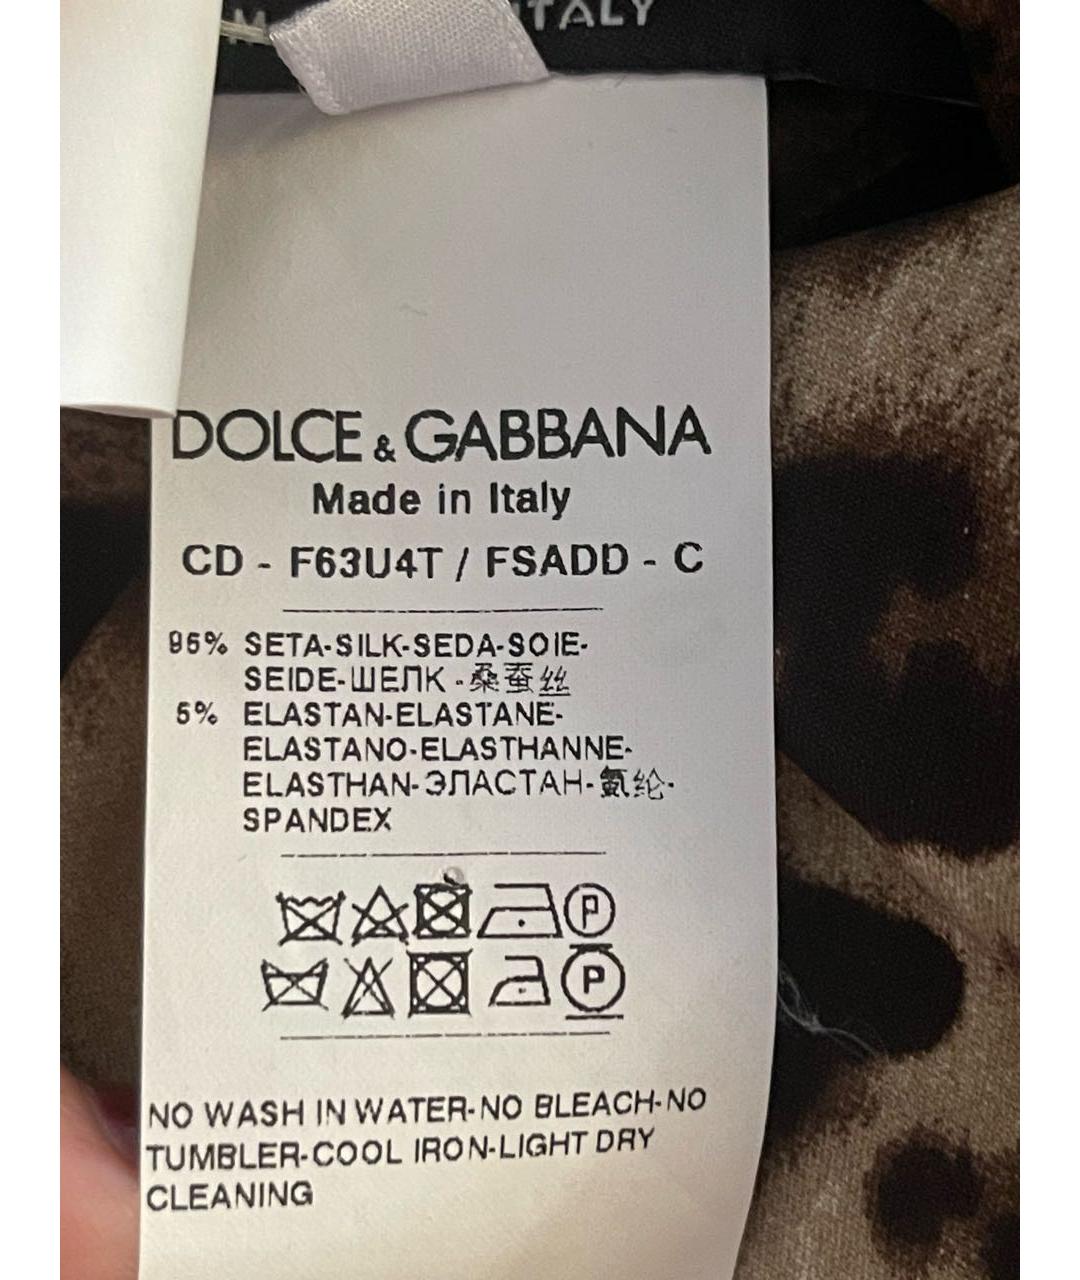 ITALY
DOLCE & GABBANA
Made in Italy
CD - F63U4T / FSADD - C
95% SETA-SILK-SEDA-SOIE-
SEIDE-ШЕЛК-桑蚕丝
5% ELASTAN-ELASTANE-
ELASTANO-ELASTHANNE-
ELASTHAN-ЭЛАСТАН-氨纶-
SPANDEX
P
P
NO WASH IN WATER-NO BLEACH-NO
TUMBLER-COOL IRON-LIGHT DRY
CLEANING